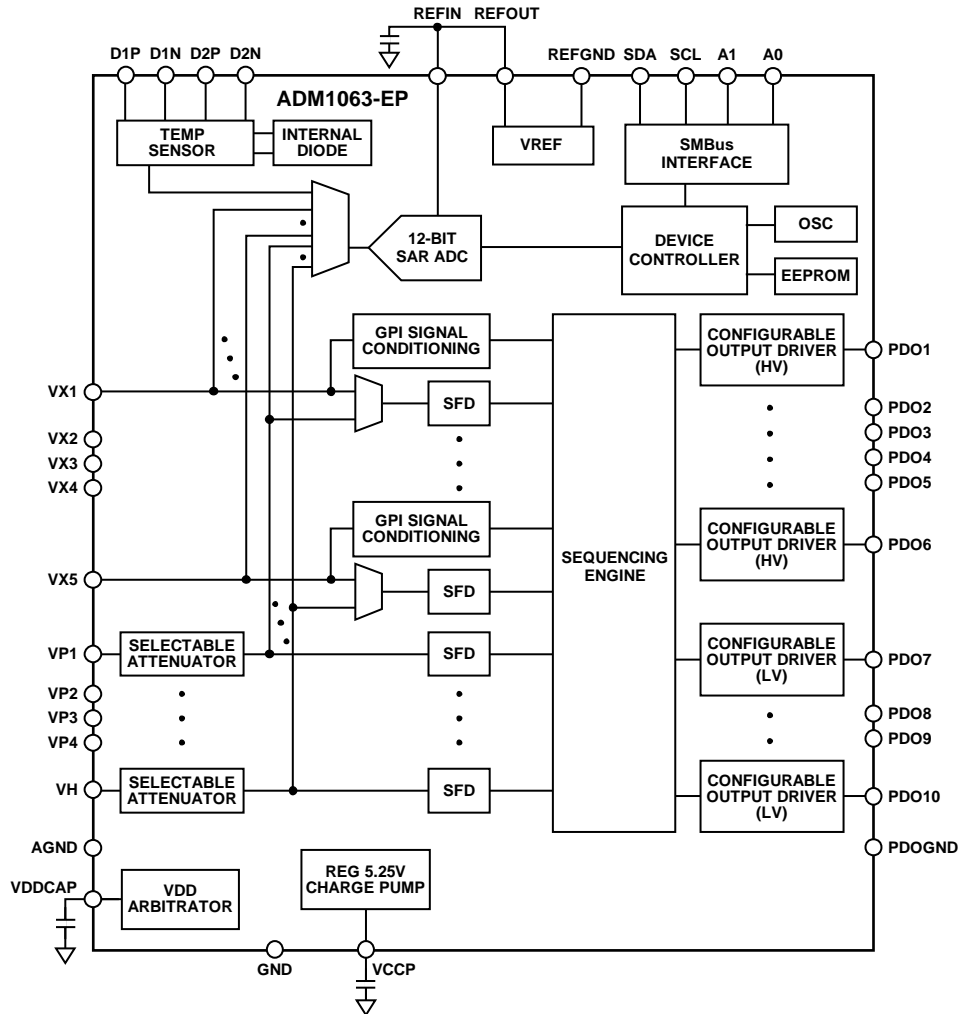 REFIN REFOUT
D1P D1N D2P D2N
REFGND SDA SCL A1 A0
ADM1063-EP
TEMP
SENSOR
INTERNAL
DIODE
VREF
SMBus
INTERFACE
12-BIT
SAR ADC
DEVICE
CONTROLLER
OSC
EEPROM
GPI SIGNAL
CONDITIONING
CONFIGURABLE
OUTPUT DRIVER
(HV)
PDO1
VX1
SFD
PDO2
VX2
PDO3
VX3
PDO4
VX4
PDO5
GPI SIGNAL
CONDITIONING
SEQUENCING
ENGINE
CONFIGURABLE
OUTPUT DRIVER
(HV)
PDO6
VX5
SFD
VP1
SELECTABLE
ATTENUATOR
SFD
CONFIGURABLE
OUTPUT DRIVER
(LV)
PDO7
VP2
PDO8
VP3
PDO9
VP4
VH
SELECTABLE
ATTENUATOR
SFD
CONFIGURABLE
OUTPUT DRIVER
(LV)
PDO10
AGND
PDOGND
VDDCAP
VDD
ARBITRATOR
REG 5.25V
CHARGE PUMP
GND
VCCP